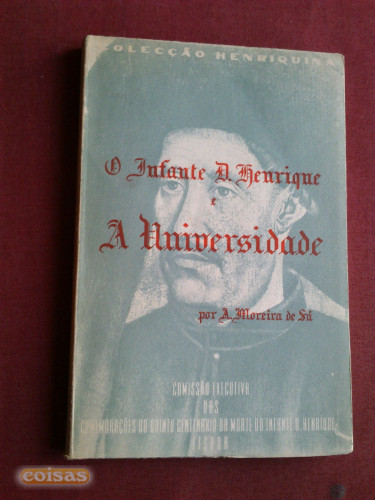 COLECÇÃO HENRIQUINA
O Infante D. Henrique
e
A Universidade
por A. Moreira de Sá
COMISSÃO EXECUTIVA
DAS
COMEMORAÇÕES DO QUINTO CENTENÁRIO DA MORTE DO INFANTE D. HENRIQUE
LISBOA
coisas